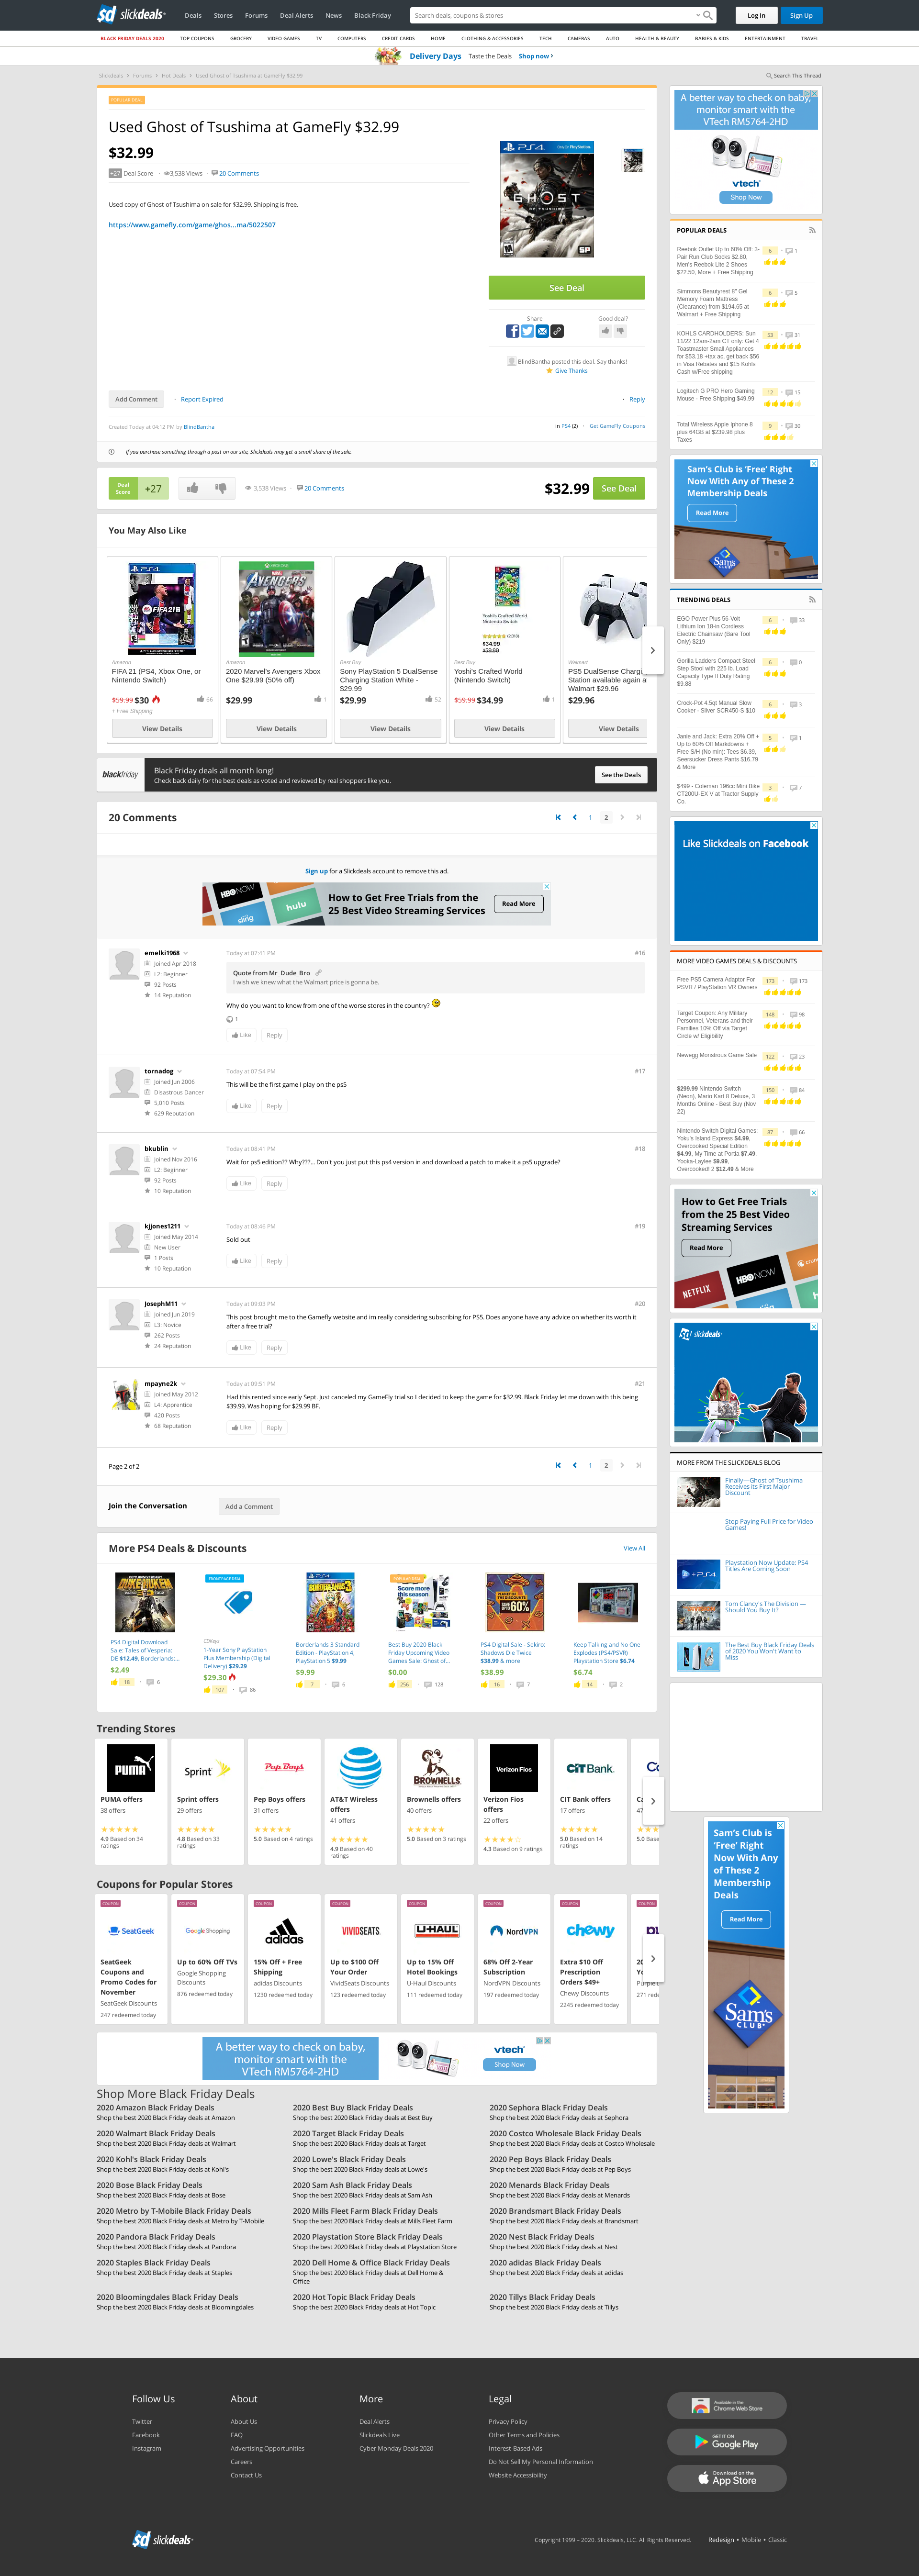 slickdeals
Deals
Stores
Forums
Deal Alerts
News
Black Friday
Search deals, coupons & stores
Log In
Sign Up
BLACK FRIDAY DEALS 2020
TOP COUPONS
GROCERY
VIDEO GAMES
TV
COMPUTERS
CREDIT CARDS
HOME
CLOTHING & ACCESSORIES
TECH
CAMERAS
AUTO
HEALTH & BEAUTY
BABIES & KIDS
ENTERTAINMENT
TRAVEL
Delivery Days Taste the Deals Shop now
Slickdeals Forums Hot Deals Used Ghost of Tsushima at GameFly $32.99
Search This Thread
POPULAR DEAL
Used Ghost of Tsushima at GameFly $32.99
$32.99
+27 Deal Score 3,538 Views 20 Comments
Used copy of Ghost of Tsushima on sale for $32.99. Shipping is free.
https://www.gamefly.com/game/ghos...ma/5022507
PS4
GHOST
OF TSUSHIMA
See Deal
Share
Good deal?
BlindBantha posted this deal. Say thanks!
Give Thanks
Add Comment
Report Expired
Reply
Created Today at 04:12 PM by BlindBantha
in PS4 (2) Get GameFly Coupons
If you purchase something through a post on our site, Slickdeals may get a small share of the sale.
Deal Score +27
3,538 Views 20 Comments
$32.99 See Deal
You May Also Like
Amazon
FIFA 21 (PS4, Xbox One, or Nintendo Switch)
$59.99 $30 66
+ Free Shipping
View Details
Amazon
2020 Marvel's Avengers Xbox One $29.99 (50% off)
$29.99 1
View Details
Best Buy
Sony PlayStation 5 DualSense Charging Station White - $29.99
$29.99 52
View Details
Yoshi's Crafted World
Nintendo Switch
$34.99
$59.99
Best Buy
Yoshi's Crafted World (Nintendo Switch)
$59.99 $34.99 1
View Details
Walmart
PS5 DualSense Chargi
Station available again a
Walmart $29.96
$29.96
View Details
blackfriday
Black Friday deals all month long!
Check back daily for the best deals as voted and reviewed by real shoppers like you.
See the Deals
20 Comments
1 2
Sign up for a Slickdeals account to remove this ad.
HBO NOW
sling
hulu
How to Get Free Trials from the
25 Best Video Streaming Services
Read More
emelki1968
Joined Apr 2018
L2: Beginner
92 Posts
14 Reputation
Today at 07:41 PM
#16
Quote from Mr_Dude_Bro
I wish we knew what the Walmart price is gonna be.
Why do you want to know from one of the worse stores in the country?
1
Like Reply
tornadog
Joined Jun 2006
Disastrous Dancer
5,010 Posts
629 Reputation
Today at 07:54 PM
#17
This will be the first game I play on the ps5
Like Reply
bkublin
Joined Nov 2016
L2: Beginner
92 Posts
10 Reputation
Today at 08:41 PM
#18
Wait for ps5 edition?? Why???... Don't you just put this ps4 version in and download a patch to make it a ps5 upgrade?
Like Reply
kjjones1211
Joined May 2014
New User
1 Posts
10 Reputation
Today at 08:46 PM
#19
Sold out
Like Reply
JosephM11
Joined Jun 2019
L3: Novice
262 Posts
24 Reputation
Today at 09:03 PM
#20
This post brought me to the Gamefly website and im really considering subscribing for PS5. Does anyone have any advice on whether its worth it
after a free trial?
Like Reply
mpayne2k
Joined May 2012
L4: Apprentice
420 Posts
68 Reputation
Today at 09:51 PM
#21
Had this rented since early Sept. Just canceled my GameFly trial so I decided to keep the game for $32.99. Black Friday let me down with this being
$39.99. Was hoping for $29.99 BF.
Like Reply
Page 2 of 2
1 2
Join the Conversation
Add a Comment
More PS4 Deals & Discounts
View All
PS4 Digital Download
Sale: Tales of Vesperia:
DE $12.49, Borderlands:...
$2.49
18 6
FRONTPAGE DEAL
CDKeys
1-Year Sony PlayStation
Plus Membership (Digital
Delivery) $29.29
$29.30
107 86
Borderlands 3 Standard
Edition - PlayStation 4,
PlayStation 5 $9.99
$9.99
7 6
POPULAR DEAL
Score more
this season
Best Buy 2020 Black
Friday Upcoming Video
Games Sale: Ghost of...
$0.00
256 128
60%
PS4 Digital Sale - Sekiro:
Shadows Die Twice
$38.99 & more
$38.99
16 7
Keep Talking and No One
Explodes (PS4/PSVR)
Playstation Store $6.74
$6.74
14 2
Trending Stores
PUMA
PUMA offers
38 offers
4.9 Based on 34 ratings
Sprint
Sprint offers
29 offers
4.8 Based on 33 ratings
Pep Boys
Pep Boys offers
31 offers
5.0 Based on 4 ratings
AT&T
AT&T Wireless offers
41 offers
4.9 Based on 40 ratings
BROWNELLS
Brownells offers
40 offers
5.0 Based on 3 ratings
Verizon Fios
Verizon Fios offers
22 offers
4.3 Based on 9 ratings
CIT Bank
CIT Bank offers
17 offers
5.0 Based on 14 ratings
Ca
47
5.0 Base
Coupons for Popular Stores
COUPON
SeatGeek
SeatGeek Coupons and Promo Codes for November
SeatGeek Discounts
247 redeemed today
COUPON
Google Shopping
Up to 60% Off TVs
Google Shopping Discounts
876 redeemed today
COUPON
adidas
15% Off + Free Shipping
adidas Discounts
1230 redeemed today
COUPON
VIVIDSEATS
Up to $100 Off Your Order
VividSeats Discounts
123 redeemed today
COUPON
U-HAUL
Up to 15% Off Hotel Bookings
U-Haul Discounts
111 redeemed today
COUPON
NordVPN
68% Off 2-Year Subscription
NordVPN Discounts
197 redeemed today
COUPON
chewy
Extra $10 Off Prescription Orders $49+
Chewy Discounts
2245 redeemed today
COUPON
20
Yo
Purple
271 rede
A better way to check on baby,
monitor smart with the
VTech RM5764-2HD
vtech
Shop Now
Shop More Black Friday Deals
2020 Amazon Black Friday Deals
Shop the best 2020 Black Friday deals at Amazon
2020 Best Buy Black Friday Deals
Shop the best 2020 Black Friday deals at Best Buy
2020 Sephora Black Friday Deals
Shop the best 2020 Black Friday deals at Sephora
2020 Walmart Black Friday Deals
Shop the best 2020 Black Friday deals at Walmart
2020 Target Black Friday Deals
Shop the best 2020 Black Friday deals at Target
2020 Costco Wholesale Black Friday Deals
Shop the best 2020 Black Friday deals at Costco Wholesale
2020 Kohl's Black Friday Deals
Shop the best 2020 Black Friday deals at Kohl's
2020 Lowe's Black Friday Deals
Shop the best 2020 Black Friday deals at Lowe's
2020 Pep Boys Black Friday Deals
Shop the best 2020 Black Friday deals at Pep Boys
2020 Bose Black Friday Deals
Shop the best 2020 Black Friday deals at Bose
2020 Sam Ash Black Friday Deals
Shop the best 2020 Black Friday deals at Sam Ash
2020 Menards Black Friday Deals
Shop the best 2020 Black Friday deals at Menards
2020 Metro by T-Mobile Black Friday Deals
Shop the best 2020 Black Friday deals at Metro by T-Mobile
2020 Mills Fleet Farm Black Friday Deals
Shop the best 2020 Black Friday deals at Mills Fleet Farm
2020 Brandsmart Black Friday Deals
Shop the best 2020 Black Friday deals at Brandsmart
2020 Pandora Black Friday Deals
Shop the best 2020 Black Friday deals at Pandora
2020 Playstation Store Black Friday Deals
Shop the best 2020 Black Friday deals at Playstation Store
2020 Nest Black Friday Deals
Shop the best 2020 Black Friday deals at Nest
2020 Staples Black Friday Deals
Shop the best 2020 Black Friday deals at Staples
2020 Dell Home & Office Black Friday Deals
Shop the best 2020 Black Friday deals at Dell Home &
Office
2020 adidas Black Friday Deals
Shop the best 2020 Black Friday deals at adidas
2020 Bloomingdales Black Friday Deals
Shop the best 2020 Black Friday deals at Bloomingdales
2020 Hot Topic Black Friday Deals
Shop the best 2020 Black Friday deals at Hot Topic
2020 Tillys Black Friday Deals
Shop the best 2020 Black Friday deals at Tillys
A better way to check on baby,
monitor smart with the
VTech RM5764-2HD
vtech
Shop Now
POPULAR DEALS
Reebok Outlet Up to 60% Off: 3-
Pair Run Club Socks $2.80,
Men's Reebok Lite 2 Shoes
$22.50, More + Free Shipping
6 1
Simmons Beautyrest 8" Gel
Memory Foam Mattress
(Clearance) from $194.65 at
Walmart + Free Shipping
6 5
KOHLS CARDHOLDERS: Sun
11/22 12am-2am CT only: Get 4
Toastmaster Small Appliances
for $53.18 +tax ac, get back $56
in Visa Rebates and $15 Kohls
Cash w/Free shipping
53 31
Logitech G PRO Hero Gaming
Mouse - Free Shipping $49.99
12 15
Total Wireless Apple Iphone 8
plus 64GB at $239.98 plus
Taxes
9 30
Sam's Club is 'Free' Right
Now With Any of These 2
Membership Deals
Read More
Sam's
TRENDING DEALS
EGO Power Plus 56-Volt
Lithium Ion 18-in Cordless
Electric Chainsaw (Bare Tool
Only) $219
6 33
Gorilla Ladders Compact Steel
Step Stool with 225 lb. Load
Capacity Type II Duty Rating
$9.88
6 0
Crock-Pot 4.5qt Manual Slow
Cooker - Silver SCR450-S $10
6 3
Janie and Jack: Extra 20% Off +
Up to 60% Off Markdowns +
Free S/H (No min): Tees $6.39,
Seersucker Dress Pants $16.79
& More
5 1
$499 - Coleman 196cc Mini Bike
CT200U-EX V at Tractor Supply
Co.
3 7
Like Slickdeals on Facebook
MORE VIDEO GAMES DEALS & DISCOUNTS
Free PS5 Camera Adaptor For
PSVR / PlayStation VR Owners
173 173
Target Coupon: Any Military
Personnel, Veterans and their
Families 10% Off via Target
Circle w/ Eligibility
148 98
Newegg Monstrous Game Sale
122 23
$299.99 Nintendo Switch
(Neon), Mario Kart 8 Deluxe, 3
Months Online - Best Buy (Nov
22)
150 84
Nintendo Switch Digital Games:
Yoku's Island Express $4.99,
Overcooked Special Edition
$4.99, My Time at Portia $7.49,
Yooka-Laylee $9.99,
Overcooked! 2 $12.49 & More
87 66
How to Get Free Trials
from the 25 Best Video
Streaming Services
Read More
NETFLIX
HBO NOW
slickdeals
MORE FROM THE SLICKDEALS BLOG
Finally—Ghost of Tsushima
Receives its First Major
Discount
Stop Paying Full Price for Video
Games!
Playstation Now Update: PS4
Titles Are Coming Soon
Tom Clancy's The Division —
Should You Buy It?
The Best Buy Black Friday Deals
of 2020 You Won't Want to
Miss
Sam's Club is
'Free' Right
Now With Any
of These 2
Membership
Deals
Read More
Sam's
CLUB
Follow Us
Twitter
Facebook
Instagram
About
About Us
FAQ
Advertising Opportunities
Careers
Contact Us
More
Deal Alerts
Slickdeals Live
Cyber Monday Deals 2020
Legal
Privacy Policy
Other Terms and Policies
Interest-Based Ads
Do Not Sell My Personal Information
Website Accessibility
Available in the
Chrome Web Store
GET IT ON
Google Play
Download on the
App Store
slickdeals
Copyright 1999 – 2020. Slickdeals, LLC. All Rights Reserved.
Redesign • Mobile • Classic